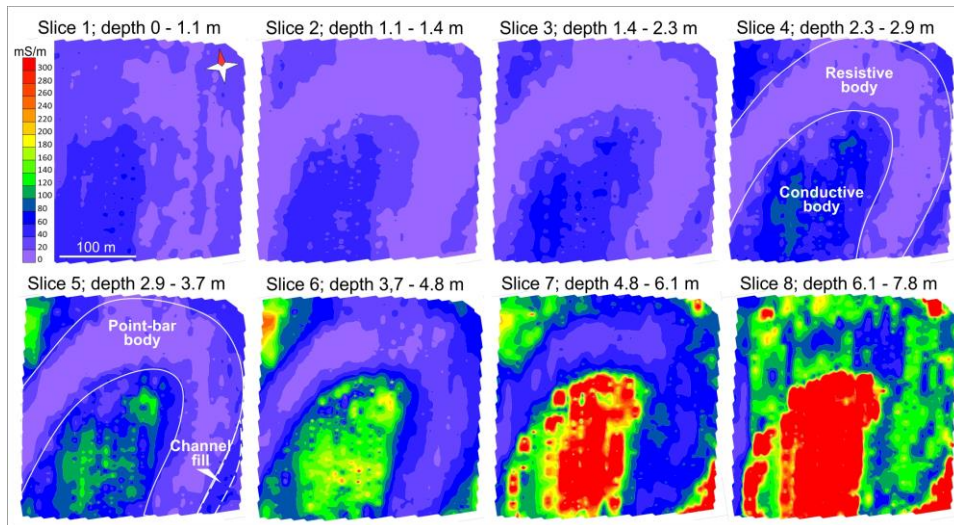 Slice 1; depth 0 - 1.1 m
Slice 2; depth 1.1 - 1.4 m
Slice 3; depth 1.4 - 2.3 m
Slice 4; depth 2.3 - 2.9 m
mS/m
300
280
260
240
220
200
180
160
140
120
100
80
60
40
20
0
100 m
Resistive
body
Conductive
body
Slice 5; depth 2.9 - 3.7 m
Slice 6; depth 3,7 - 4.8 m
Slice 7; depth 4.8 - 6.1 m
Slice 8; depth 6.1 - 7.8 m
Point-bar
body
Channel
fill